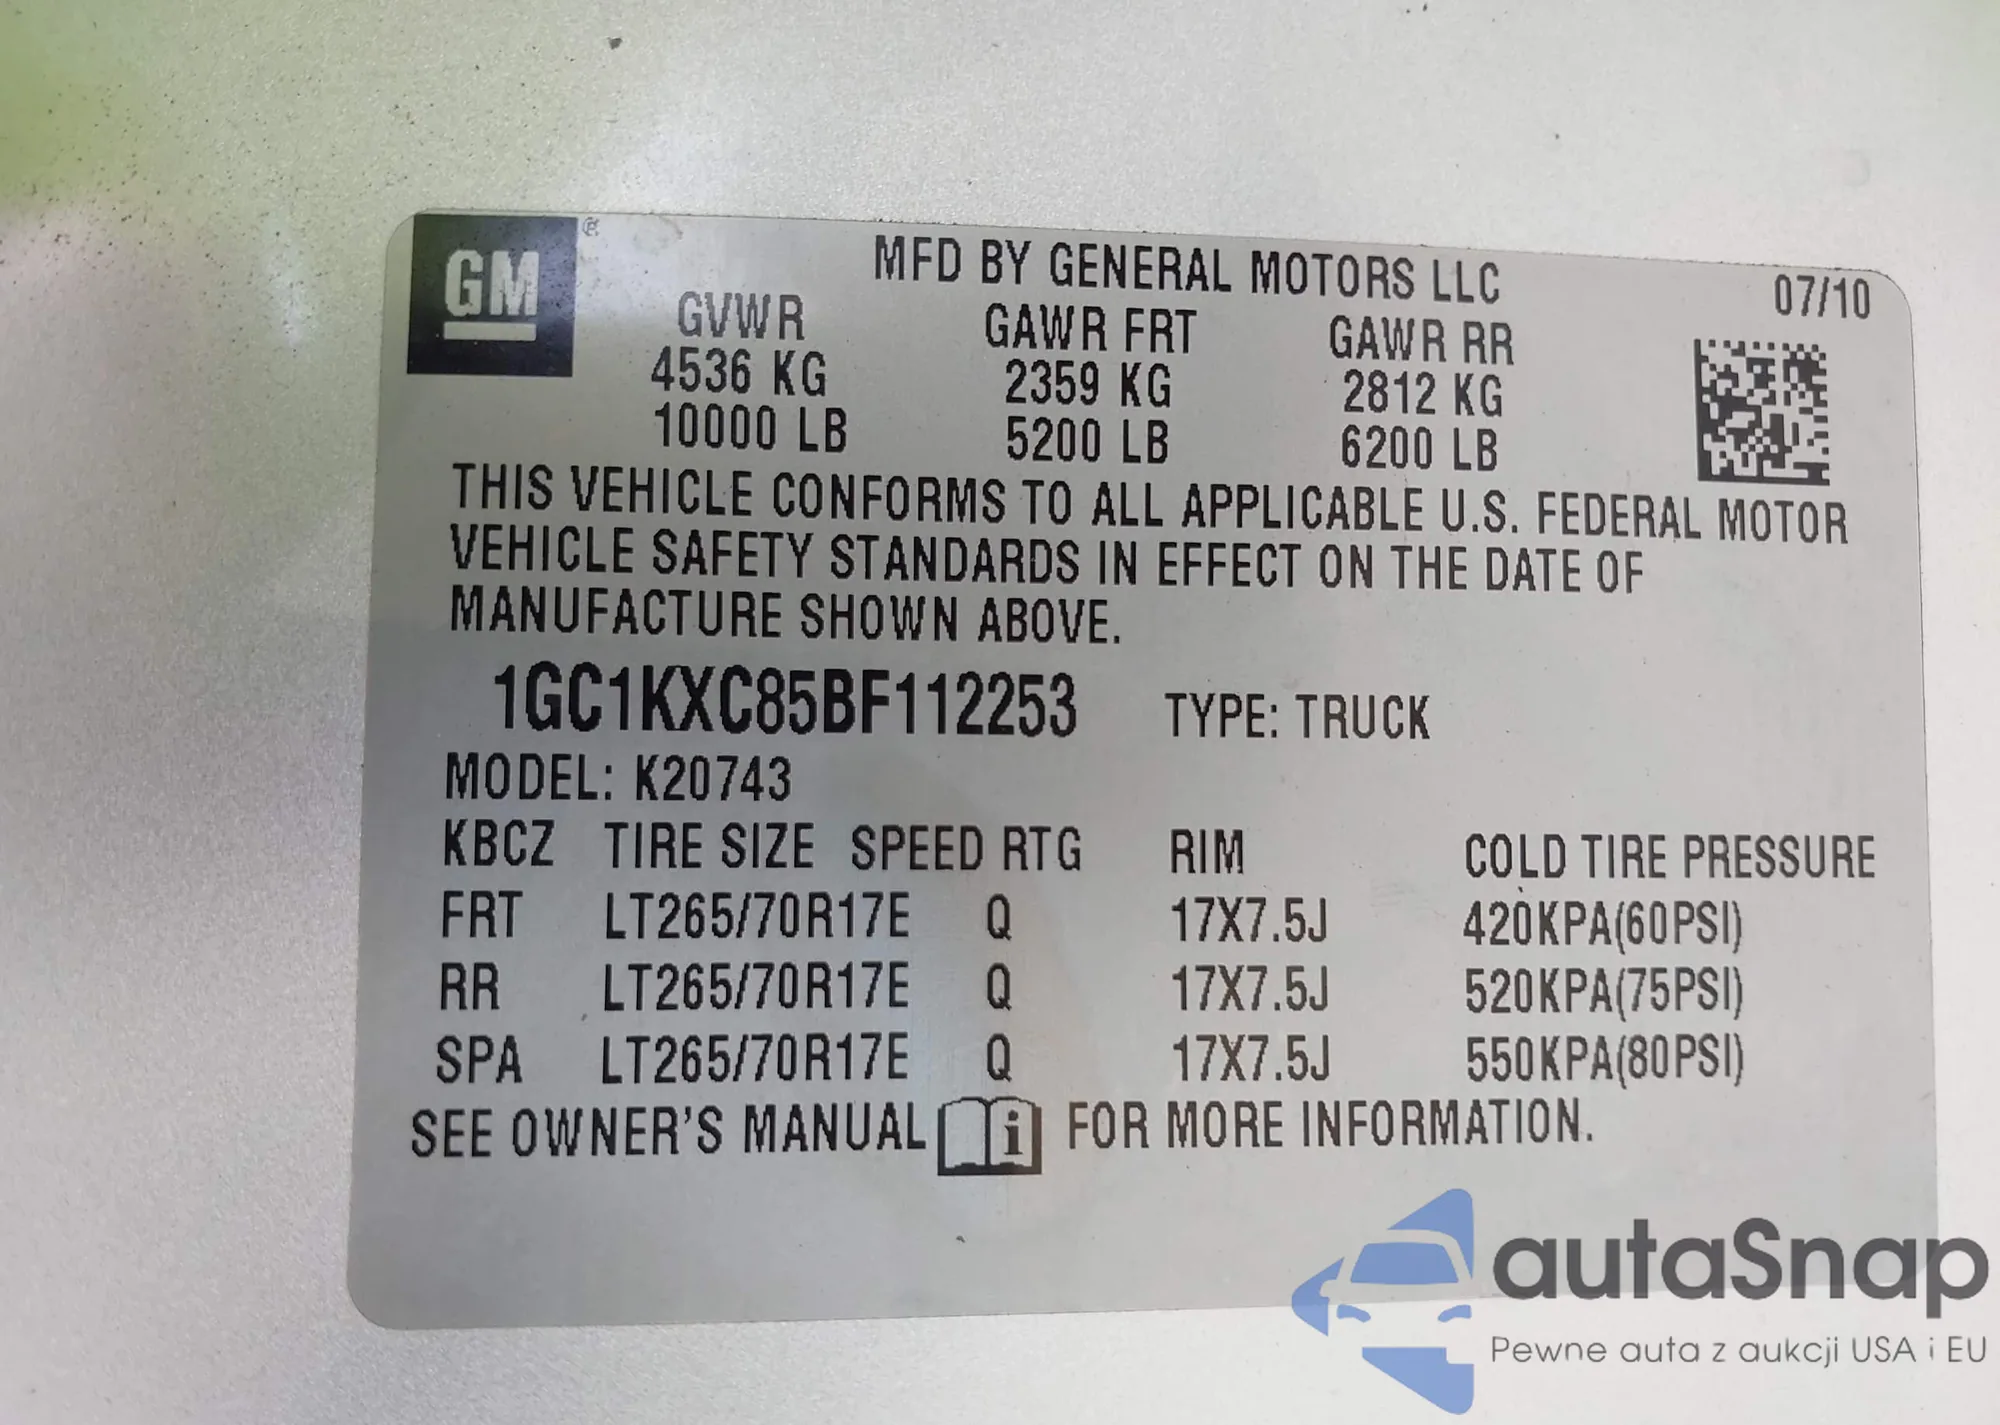 GM ®
MFD BY GENERAL MOTORS LLC 07/10
GVWR GAWR FRT GAWR RR
4536 KG 2359 KG 2812 KG
10000 LB 5200 LB 6200 LB
THIS VEHICLE CONFORMS TO ALL APPLICABLE U.S. FEDERAL MOTOR
VEHICLE SAFETY STANDARDS IN EFFECT ON THE DATE OF
MANUFACTURE SHOWN ABOVE.
1GC1KXC85BF112253 TYPE: TRUCK
MODEL: K20743
KBCZ TIRE SIZE SPEED RTG RIM COLD TIRE PRESSURE
FRT LT265/70R17E Q 17X7.5J 420KPA(60PSI)
RR LT265/70R17E Q 17X7.5J 520KPA(75PSI)
SPA LT265/70R17E Q 17X7.5J 550KPA(80PSI)
SEE OWNER'S MANUAL i FOR MORE INFORMATION.
autaSnap
Pewne auta z aukcji USA i EU